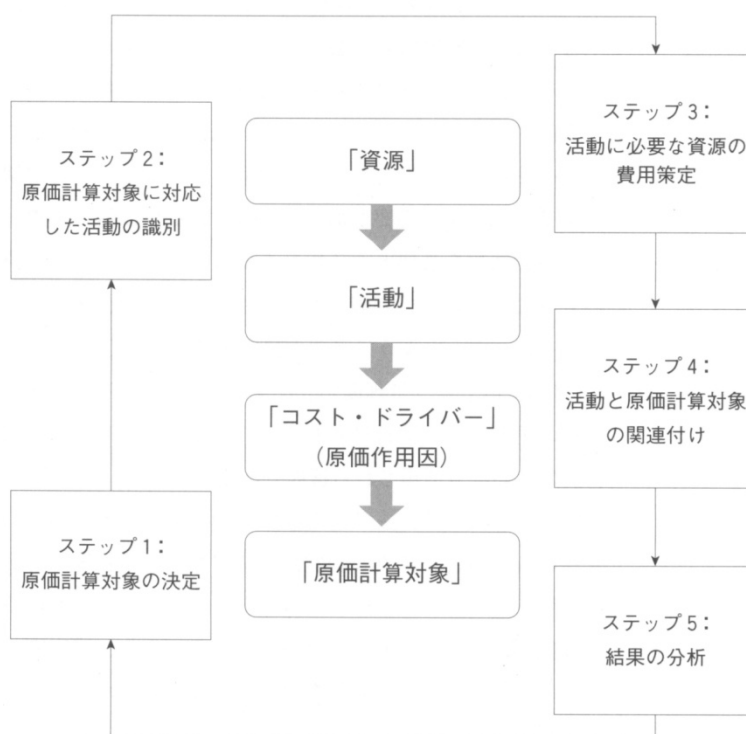 ステップ2：
原価計算対象に対応
した活動の識別
ステップ1：
原価計算対象の決定
「資源」
「活動」
「コスト・ドライバー」
（原価作用因）
「原価計算対象」
ステップ3：
活動に必要な資源の
費用策定
ステップ4：
活動と原価計算対象
の関連付け
ステップ5：
結果の分析